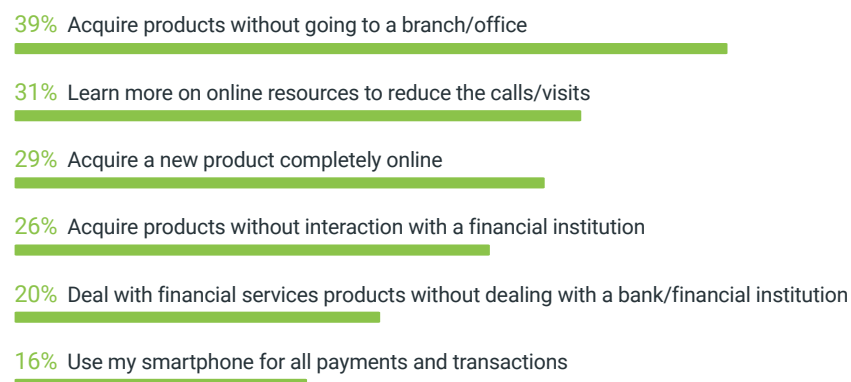 39% Acquire products without going to a branch/office
31% Learn more on online resources to reduce the calls/visits
29% Acquire a new product completely online
26% Acquire products without interaction with a financial institution
20% Deal with financial services products without dealing with a bank/financial institution
16% Use my smartphone for all payments and transactions